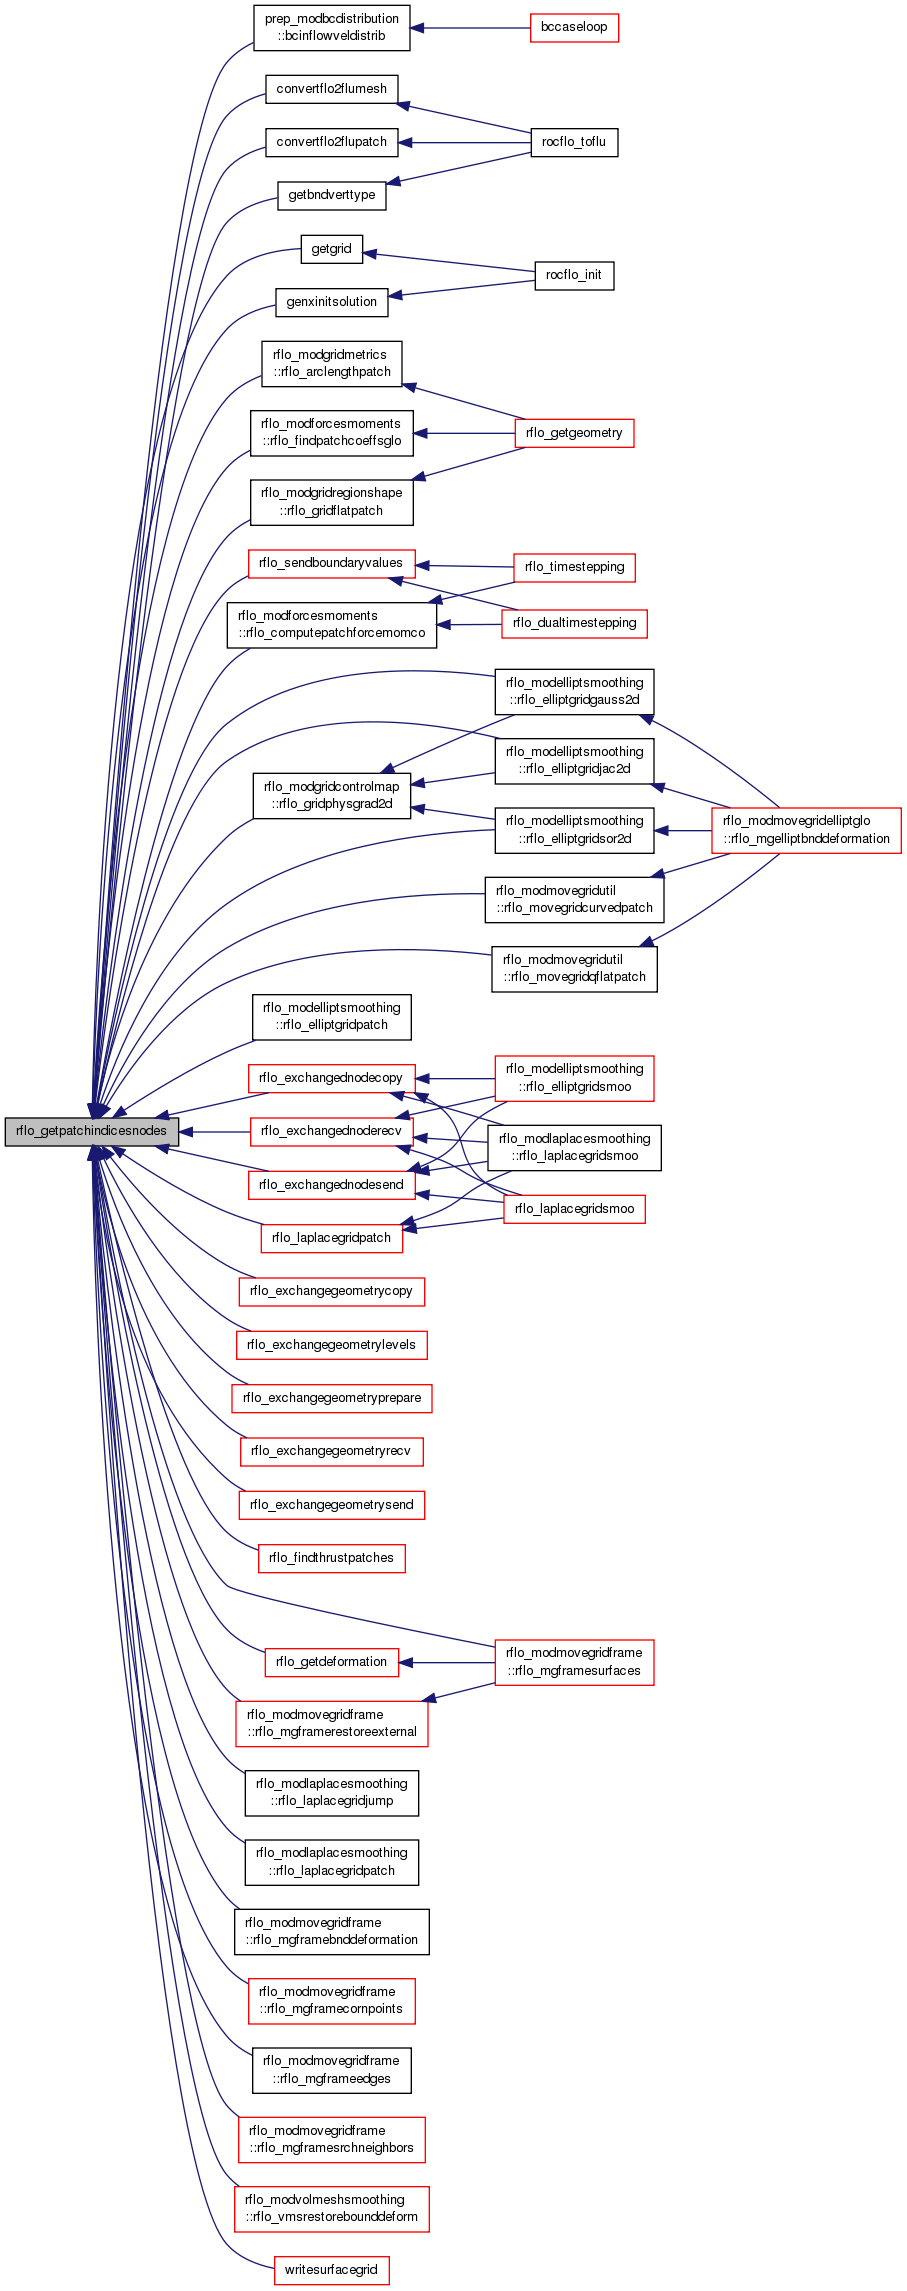 prep_modbcdistribution
::bcinflowveldistrib
bccaseloop
convertflo2flumesh
convertflo2flupatch
rocflo_toflu
getbndverttype
getgrid
rocflo_init
genxinitsolution
rflo_modgridmetrics
::rflo_arclengthpatch
rflo_modforcesmoments
::rflo_findpatchcoeffsglo
rflo_getgeometry
rflo_modgridregionshape
::rflo_gridflatpatch
rflo_sendboundaryvalues
rflo_timestepping
rflo_modforcesmoments
::rflo_computepatchforcemomco
rflo_dualtimestepping
rflo_modelliptsmoothing
::rflo_elliptgridgauss2d
rflo_modelliptsmoothing
::rflo_elliptgridjac2d
rflo_modgridcontrolmap
::rflo_gridphysgrad2d
rflo_modelliptsmoothing
::rflo_elliptgridsor2d
rflo_modmovegridelliptglo
::rflo_mgelliptbnddeformation
rflo_modmovegridutil
::rflo_movegridcurvedpatch
rflo_modmovegridutil
::rflo_movegridqflatpatch
rflo_modelliptsmoothing
::rflo_elliptgridpatch
rflo_exchangednodecopy
rflo_modelliptsmoothing
::rflo_elliptgridsmoo
rflo_getpatchindicesnodes
rflo_exchangednoderecv
rflo_modlaplacesmoothing
::rflo_laplacegridsmoo
rflo_exchangednodesend
rflo_laplacegridsmoo
rflo_laplacegridpatch
rflo_exchangegeometrycopy
rflo_exchangegeometrylevels
rflo_exchangegeometryprepare
rflo_exchangegeometryrecv
rflo_exchangegeometrysend
rflo_findthrustpatches
rflo_getdeformation
rflo_modmovegridframe
::rflo_mgframesurfaces
rflo_modmovegridframe
::rflo_mgframerestoreexternal
rflo_modlaplacesmoothing
::rflo_laplacegridjump
rflo_modlaplacesmoothing
::rflo_laplacegridpatch
rflo_modmovegridframe
::rflo_mgframebnddeformation
rflo_modmovegridframe
::rflo_mgframecornpoints
rflo_modmovegridframe
::rflo_mgframeedges
rflo_modmovegridframe
::rflo_mgframesrchneighbors
rflo_modvolmeshsmoothing
::rflo_vmsrestorebounddeform
writesurfacegrid